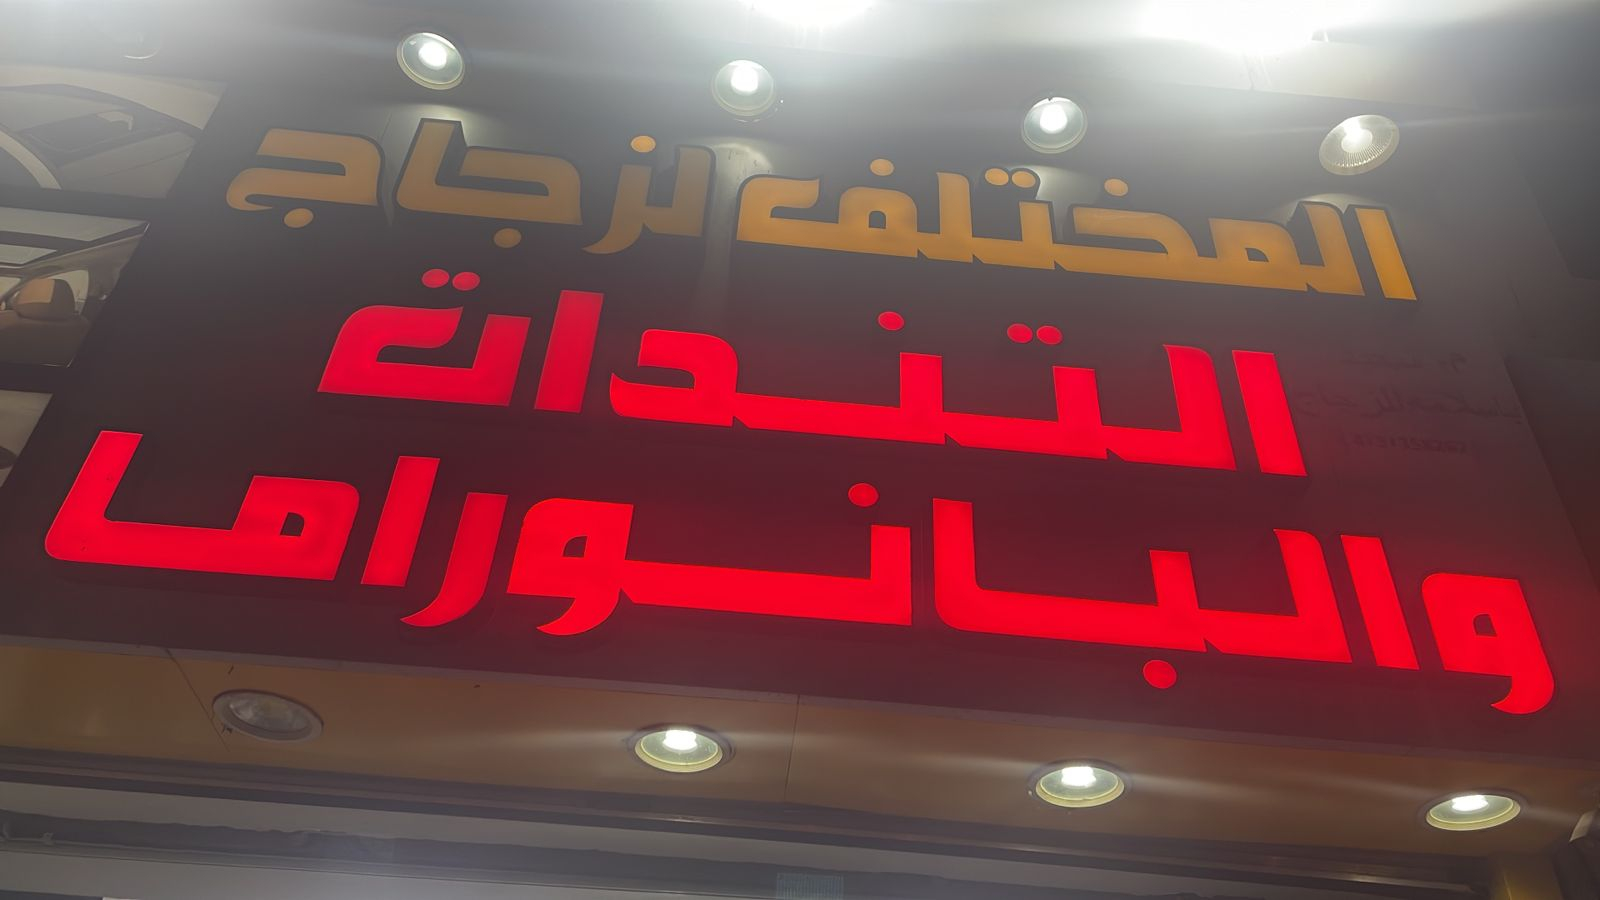 المختلف لزجاج
التندات
والبانوراما